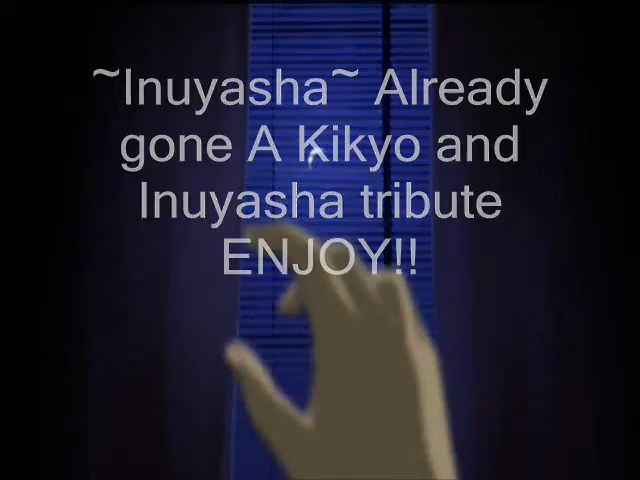 ~Inuyasha~ Already
gone A Kikyo and
Inuyasha tribute
ENJOY!!